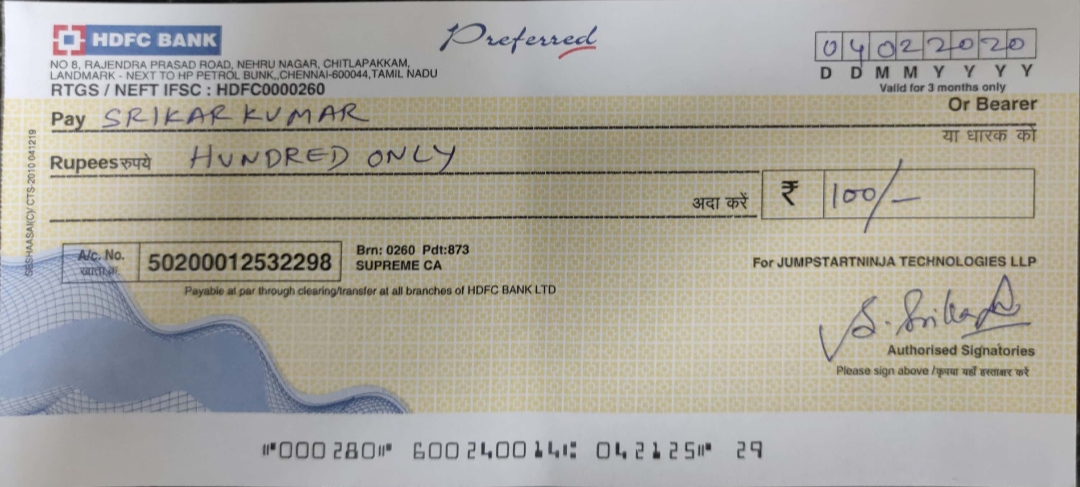 HDFC BANK
Preferred
NO 8, RAJENDRA PRASAD ROAD, NEHRU NAGAR, CHITLAPAKKAM,
LANDMARK - NEXT TO HP PETROL BUNK,,CHENNAI-600044,TAMIL NADU
RTGS / NEFT IFSC : HDFC0000260
04022020
D D M M Y Y Y Y
Valid for 3 months only
Pay SRIKAR KUMAR
Or Bearer
या धारक को
Rupees रुपये HUNDRED ONLY
अदा करें ₹ 100/-
CTS-2010 041219
A/c. No.
खाता क्र.
50200012532298
Brn: 0260 Pdt:873
SUPREME CA
Payable at par through clearing/transfer at all branches of HDFC BANK LTD
For JUMPSTARTNINJA TECHNOLOGIES LLP
Authorised Signatories
Please sign above /कृपया यहाँ हस्ताक्षर करें
⑈000280⑈ 600240014⑆ 042125⑈ 29